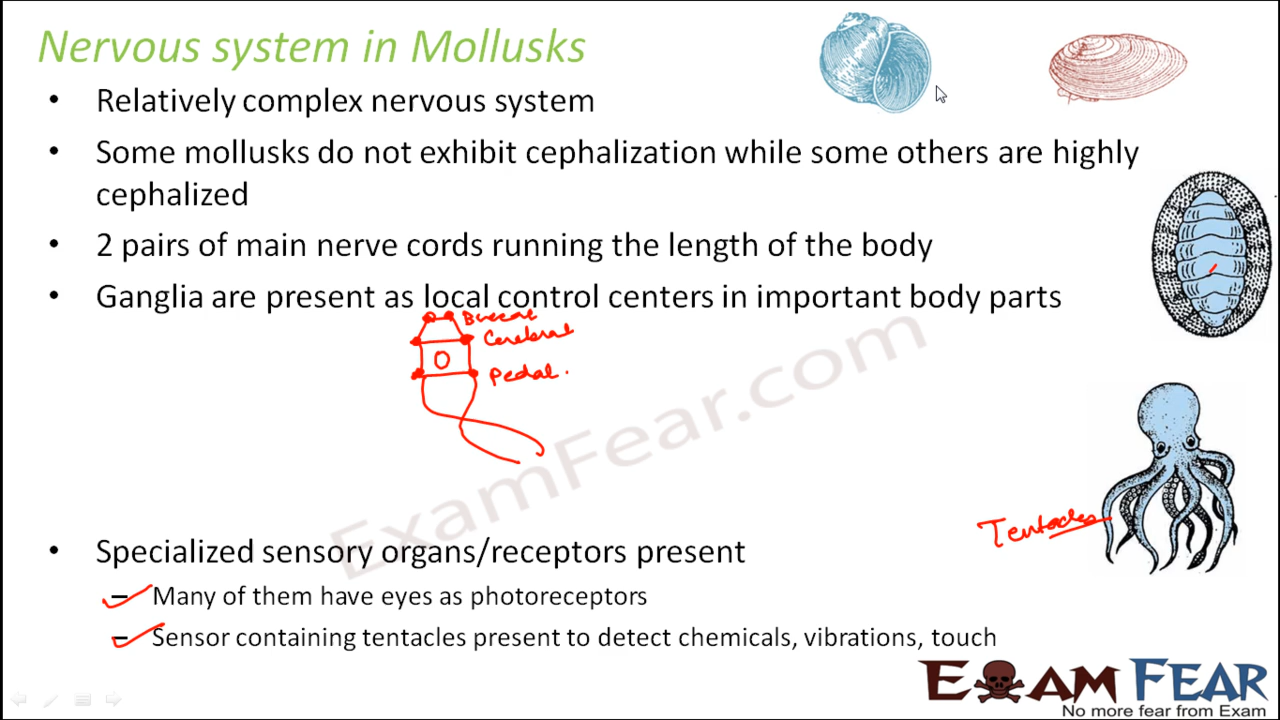 Nervous system in Mollusks
• Relatively complex nervous system
• Some mollusks do not exhibit cephalization while some others are highly
cephalized
• 2 pairs of main nerve cords running the length of the body
• Ganglia are present as local control centers in important body parts
Buccal
Cerebral
Pedal.
ExamFear.com
Tentacles
• Specialized sensory organs/receptors present
– Many of them have eyes as photoreceptors
– Sensor containing tentacles present to detect chemicals, vibrations, touch
EXAM FEAR
No more fear from Exam